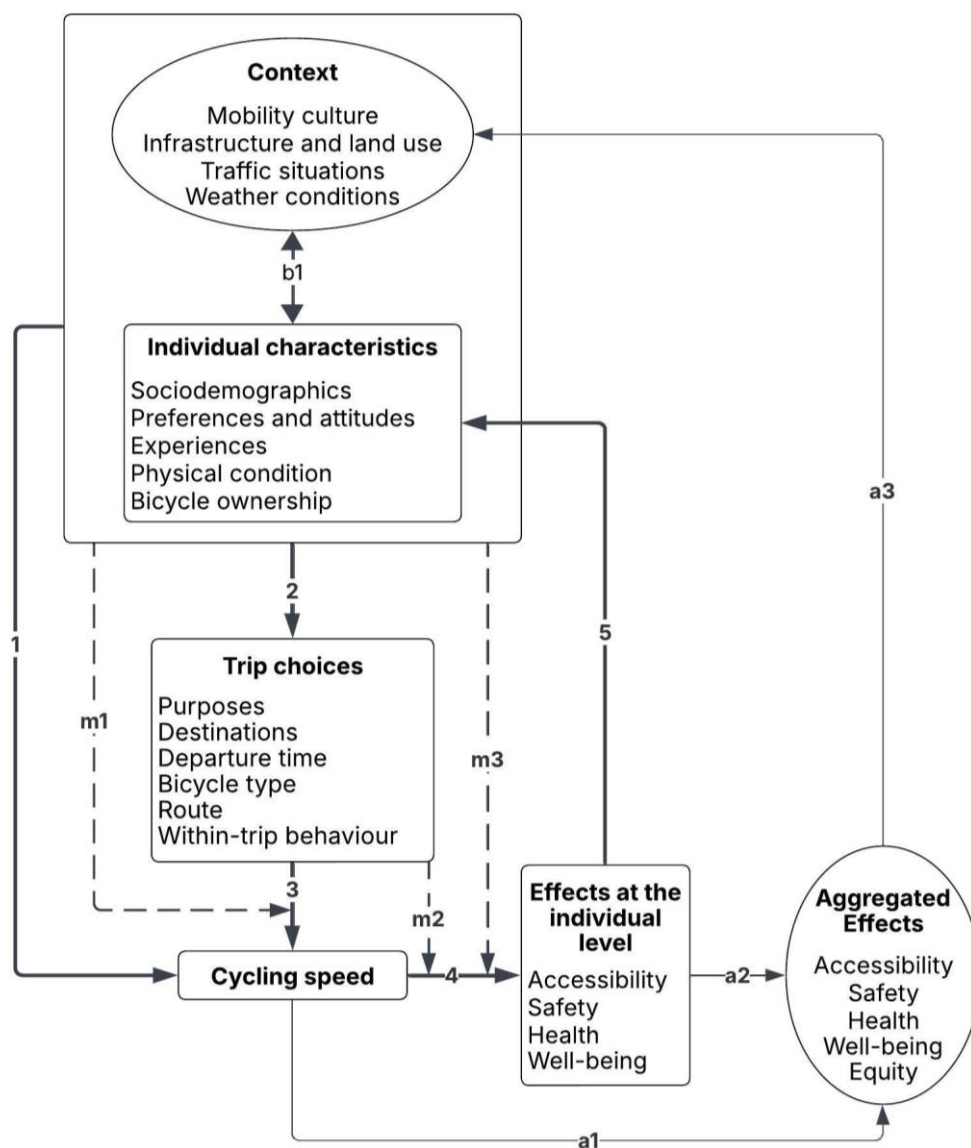 Context
Mobility culture
Infrastructure and land use
Traffic situations
Weather conditions
b1
Individual characteristics
Sociodemographics
Preferences and attitudes
Experiences
Physical condition
Bicycle ownership
a3
2
5
1
Trip choices
Purposes
Destinations
Departure time
Bicycle type
Route
Within-trip behaviour
m1
m3
3
m2
Cycling speed
4
Effects at the
individual
level
Accessibility
Safety
Health
Well-being
a2
Aggregated
Effects
Accessibility
Safety
Health
Well-being
Equity
a1